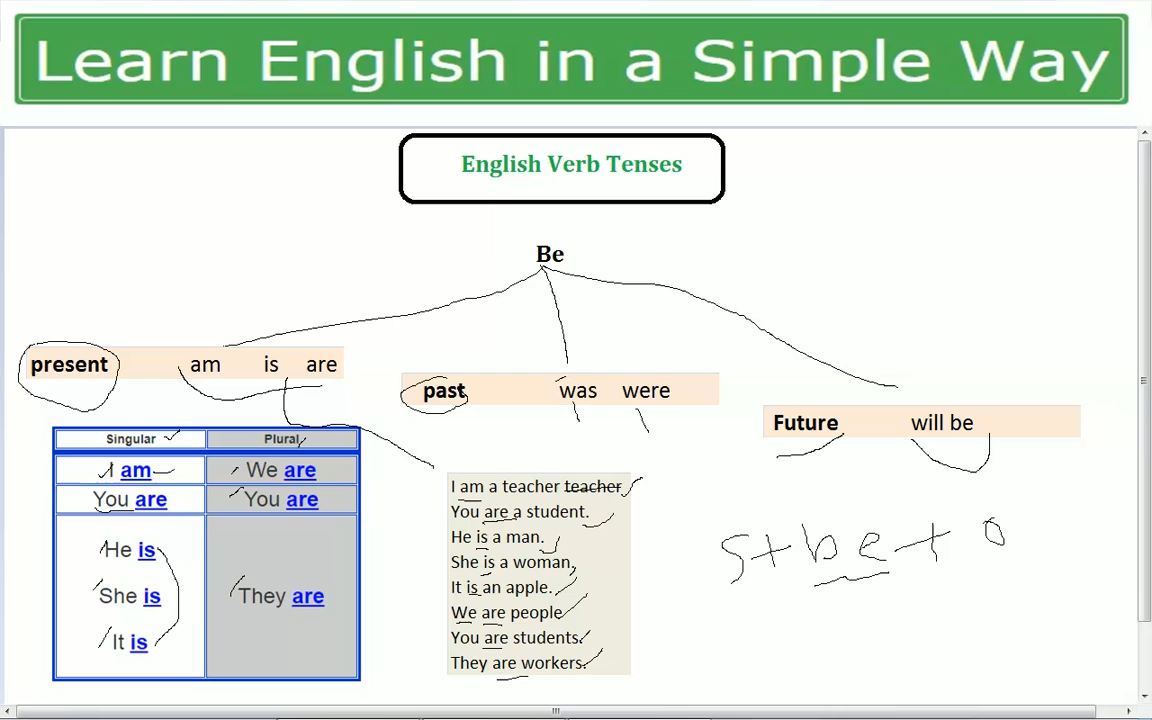 Learn English in a Simple Way
English Verb Tenses
Be
present am is are
past was were
Future will be
Singular Plural
I am We are
You are You are
He is
She is They are
It is
I am a teacher teacher
You are a student.
He is a man.
She is a woman.
It is an apple.
We are people
You are students.
They are workers.
S+be+o